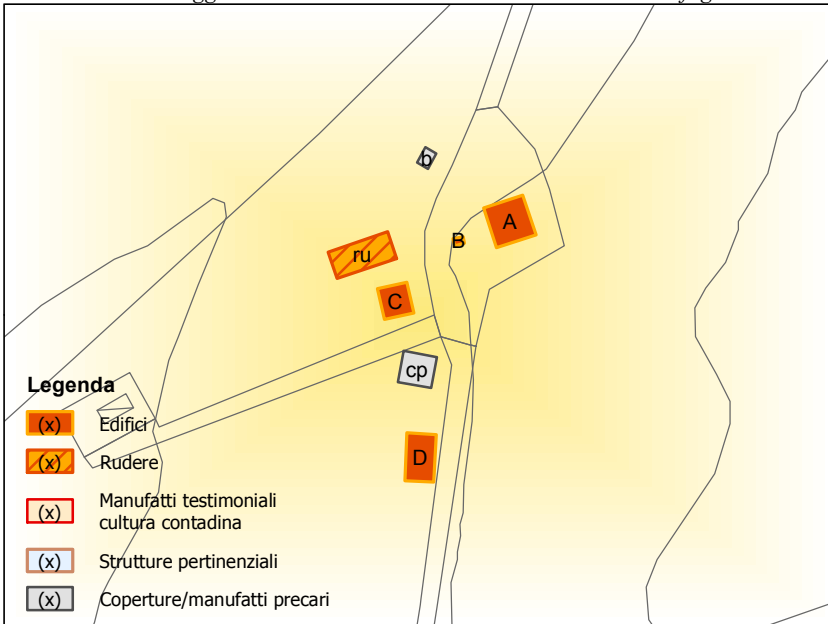 b
A
B
ru
C
cp
D
Legenda
(x) Edifici
(x) Rudere
(x) Manufatti testimoniali
cultura contadina
(x) Strutture pertinenziali
(x) Coperture/manufatti precari